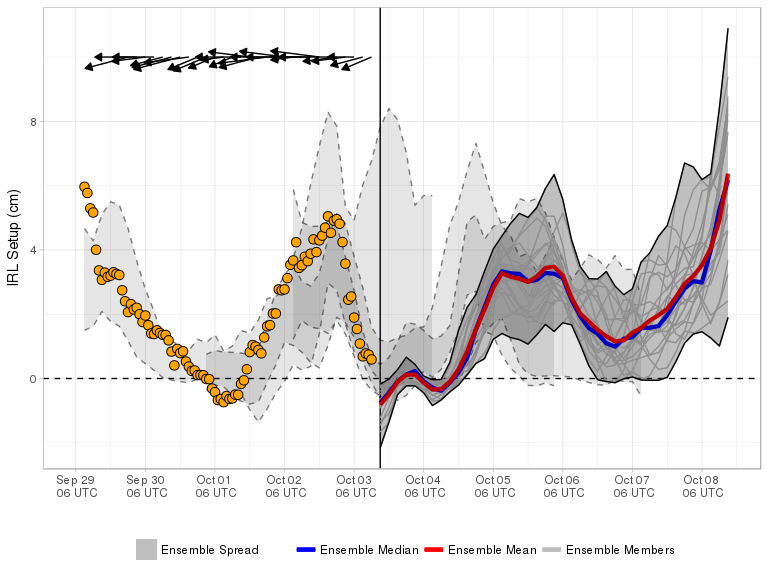 IRL Setup (cm)
8
4
0
Sep 29 Sep 30 Oct 01 Oct 02 Oct 03 Oct 04 Oct 05 Oct 06 Oct 07 Oct 08
06 UTC 06 UTC 06 UTC 06 UTC 06 UTC 06 UTC 06 UTC 06 UTC 06 UTC 06 UTC
Ensemble Spread Ensemble Median Ensemble Mean Ensemble Members